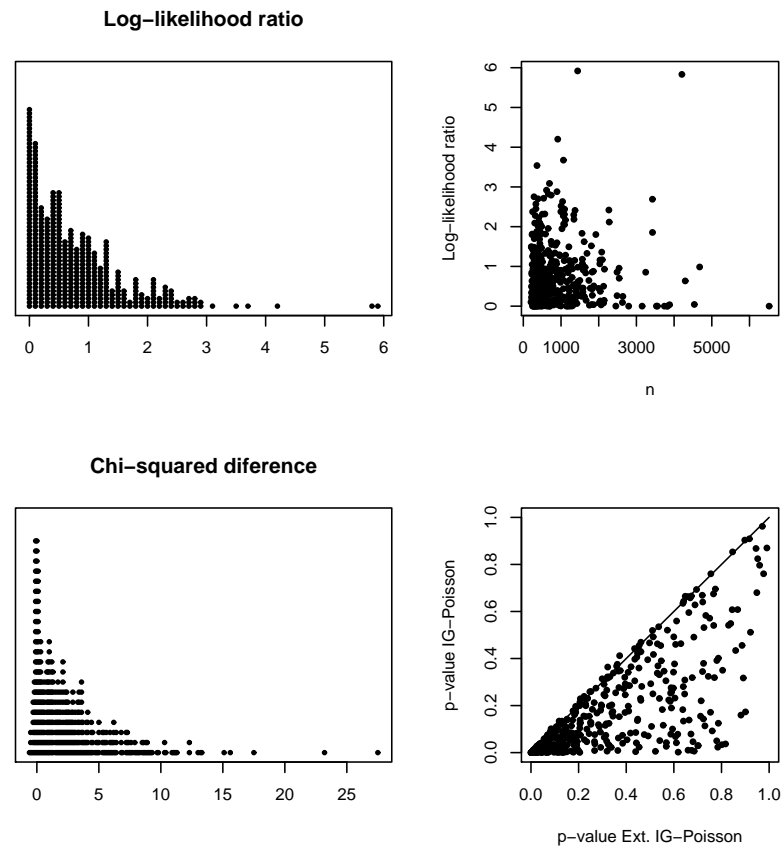 Log−likelihood ratio
0 1 2 3 4 5 6
Log−likelihood ratio
6
5
4
3
2
1
0
0 1000 3000 5000
n
Chi−squared diference
0 5 10 15 20 25
p−value IG−Poisson
1.0
0.8
0.6
0.4
0.2
0.0
0.0 0.2 0.4 0.6 0.8 1.0
p−value Ext. IG−Poisson